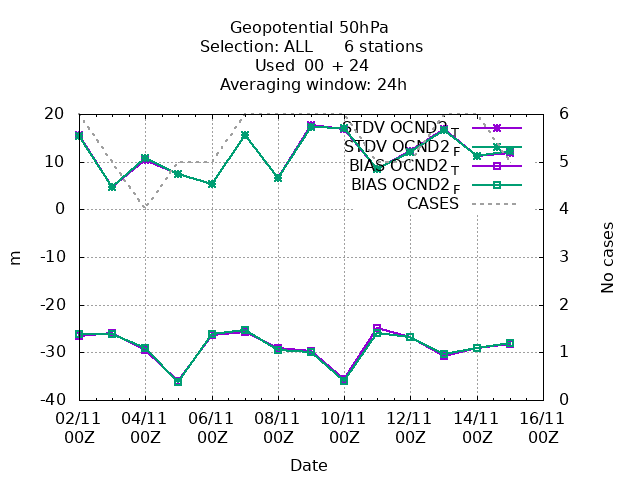 Geopotential 50hPa
Selection: ALL 6 stations
Used 00 + 24
Averaging window: 24h
20
10
0
-10
-20
-30
-40
m
6
5
4
3
2
1
0
No cases
STDV OCND2 T
STDV OCND2 F
BIAS OCND2 T
BIAS OCND2 F
CASES
02/11 04/11 06/11 08/11 10/11 12/11 14/11 16/11
00Z 00Z 00Z 00Z 00Z 00Z 00Z 00Z
Date